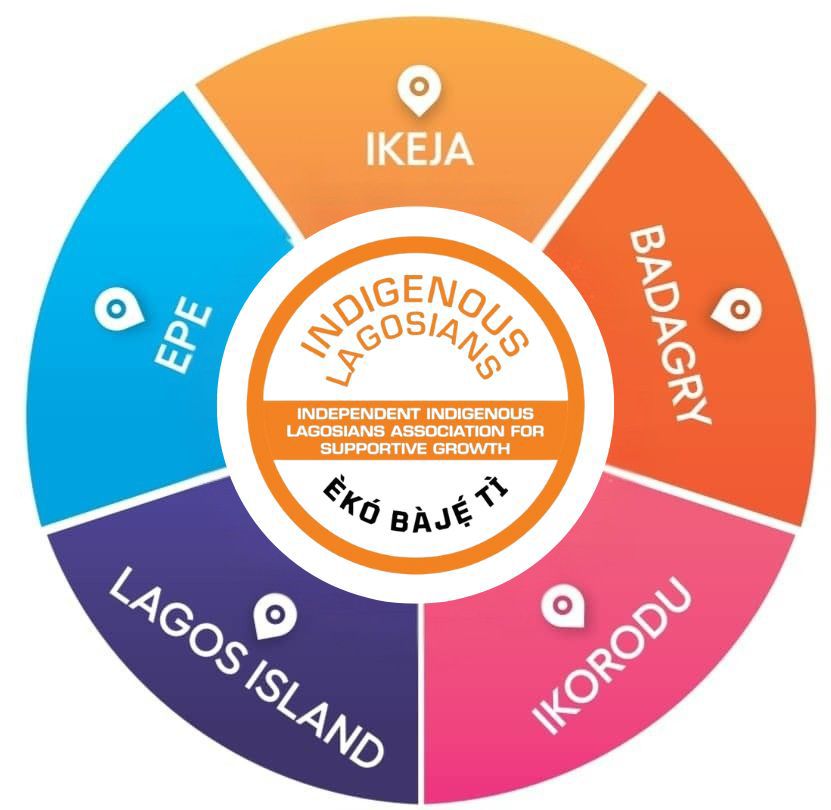 IKEJA
EPE
BADAGRY
INDIGENOUS
LAGOSIANS
INDEPENDENT INDIGENOUS
LAGOSIANS ASSOCIATION FOR
SUPPORTIVE GROWTH
ÈKÓ BÀJẸ́ TÌ
LAGOS ISLAND
IKORODU